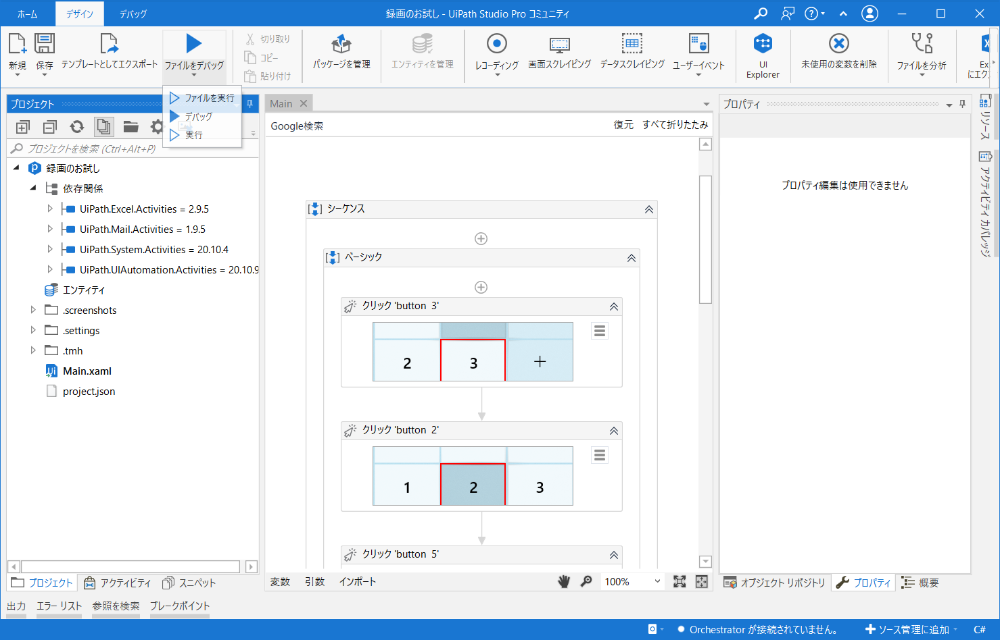 ホーム デザイン デバッグ 録画のお試し - UiPath Studio Pro コミュニティ
新規 保存 テンプレートとしてエクスポート ファイルをデバッグ 切り取り コピー 貼り付け パッケージを管理 エンティティを管理 レコーディング 画面スクレイピング データスクレイピング ユーザーイベント UI Explorer 未使用の変数を削除 ファイルを分析 Ex にエク
ファイルを実行
デバッグ
実行
プロジェクト
プロジェクトを検索 (Ctrl+Alt+P)
録画のお試し
依存関係
UiPath.Excel.Activities = 2.9.5
UiPath.Mail.Activities = 1.9.5
UiPath.System.Activities = 20.10.4
UiPath.UIAutomation.Activities = 20.10.9
エンティティ
.screenshots
.settings
.tmh
Main.xaml
project.json
プロジェクト アクティビティ スニペット
Main
Google検索 復元 すべて折りたたみ
シーケンス
ベーシック
クリック 'button 3'
2 3 +
クリック 'button 2'
1 2 3
クリック 'button 5'
変数 引数 インポート 100%
プロパティ
プロパティ編集は使用できません
オブジェクト リポジトリ プロパティ 概要
リソース
アクティビティ カバレッジ
出力 エラー リスト 参照を検索 ブレークポイント
Orchestrator が接続されていません。 ソース管理に追加 C#